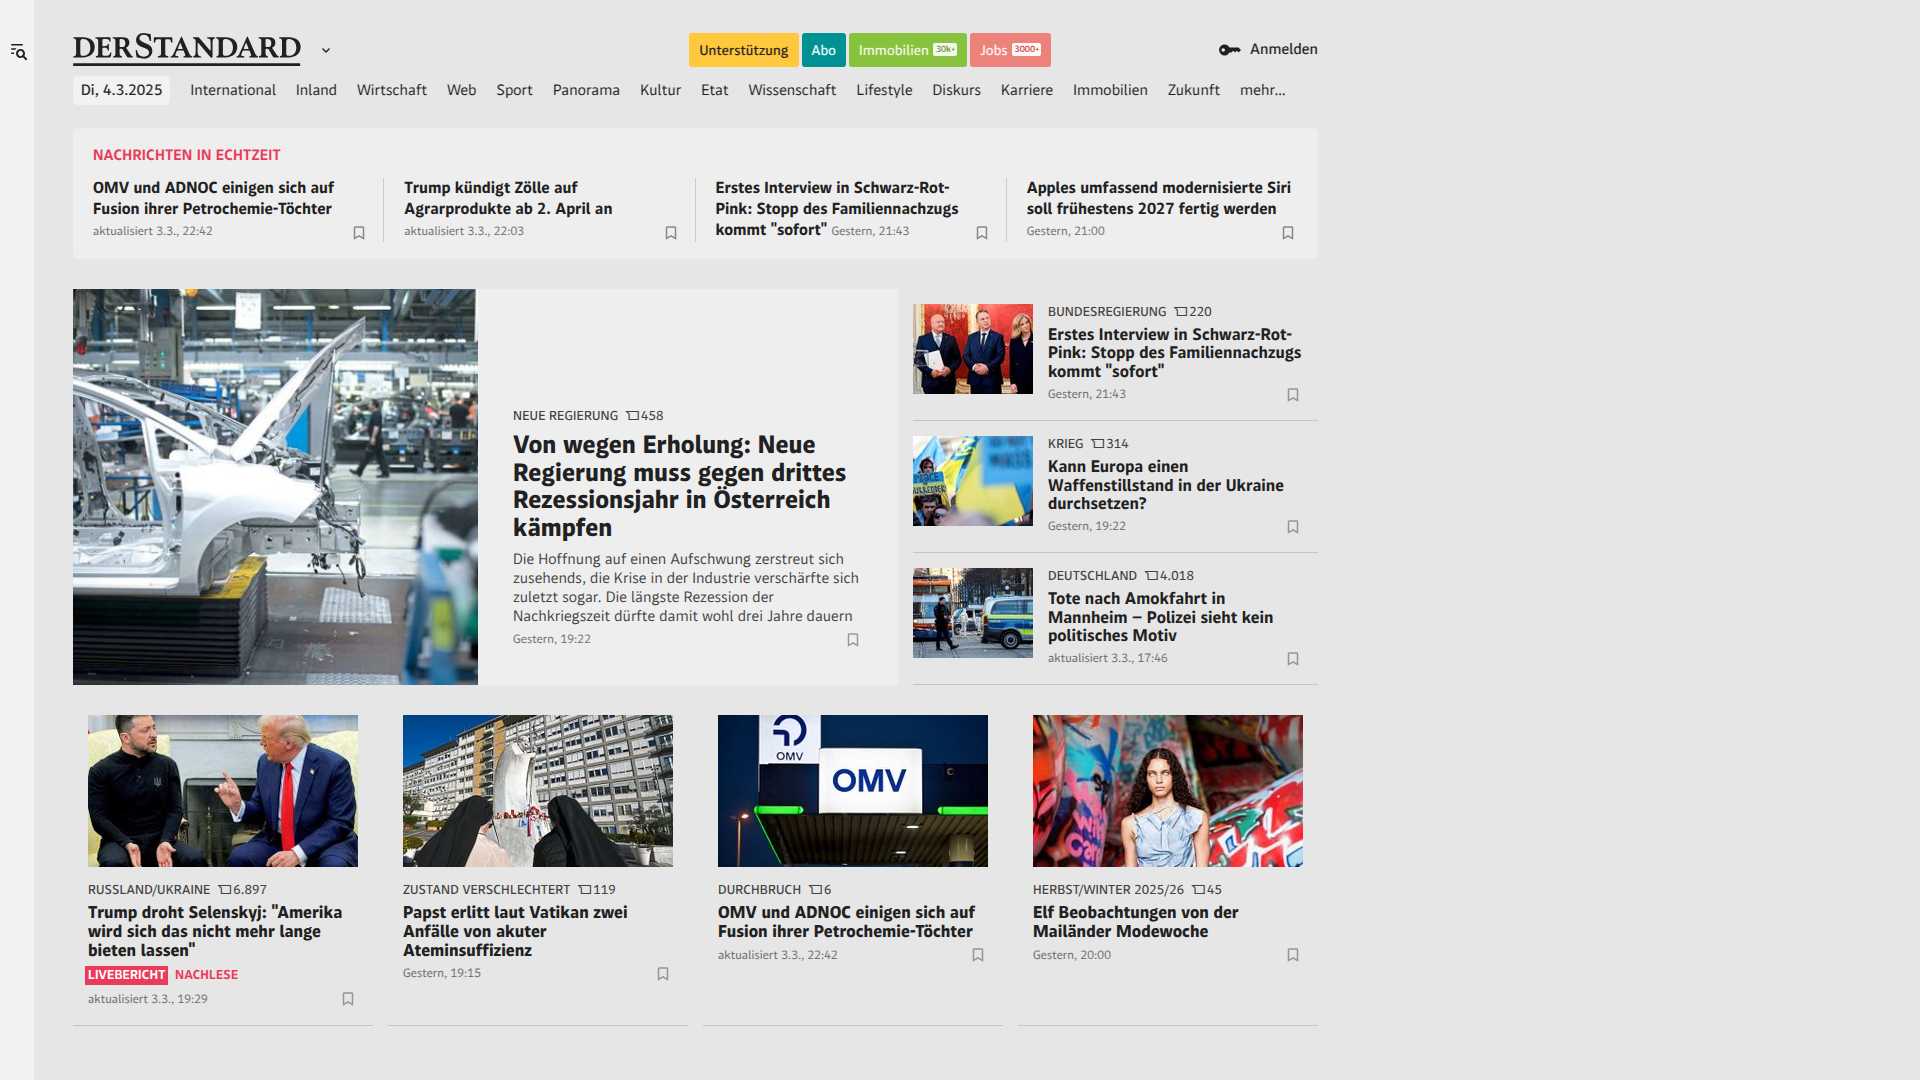 DERSTANDARD
Unterstützung
Abo
Immobilien 30k+
Jobs 3000+
Anmelden
Di, 4.3.2025
International
Inland
Wirtschaft
Web
Sport
Panorama
Kultur
Etat
Wissenschaft
Lifestyle
Diskurs
Karriere
Immobilien
Zukunft
mehr...
NACHRICHTEN IN ECHTZEIT
OMV und ADNOC einigen sich auf
Fusion ihrer Petrochemie-Töchter
aktualisiert 3.3., 22:42
Trump kündigt Zölle auf
Agrarprodukte ab 2. April an
aktualisiert 3.3., 22:03
Erstes Interview in Schwarz-Rot-
Pink: Stopp des Familiennachzugs
kommt "sofort" Gestern, 21:43
Apples umfassend modernisierte Siri
soll frühestens 2027 fertig werden
Gestern, 21:00
NEUE REGIERUNG 458
Von wegen Erholung: Neue
Regierung muss gegen drittes
Rezessionsjahr in Österreich
kämpfen
Die Hoffnung auf einen Aufschwung zerstreut sich
zusehends, die Krise in der Industrie verschärfte sich
zuletzt sogar. Die längste Rezession der
Nachkriegszeit dürfte damit wohl drei Jahre dauern
Gestern, 19:22
BUNDESREGIERUNG 220
Erstes Interview in Schwarz-Rot-
Pink: Stopp des Familiennachzugs
kommt "sofort"
Gestern, 21:43
KRIEG 314
Kann Europa einen
Waffenstillstand in der Ukraine
durchsetzen?
Gestern, 19:22
DEUTSCHLAND 4.018
Tote nach Amokfahrt in
Mannheim – Polizei sieht kein
politisches Motiv
aktualisiert 3.3., 17:46
RUSSLAND/UKRAINE 6.897
Trump droht Selenskyj: "Amerika
wird sich das nicht mehr lange
bieten lassen"
LIVEBERICHT NACHLESE
aktualisiert 3.3., 19:29
ZUSTAND VERSCHLECHTERT 119
Papst erlitt laut Vatikan zwei
Anfälle von akuter
Ateminsuffizienz
Gestern, 19:15
OMV
OMV
DURCHBRUCH 6
OMV und ADNOC einigen sich auf
Fusion ihrer Petrochemie-Töchter
aktualisiert 3.3., 22:42
HERBST/WINTER 2025/26 45
Elf Beobachtungen von der
Mailänder Modewoche
Gestern, 20:00